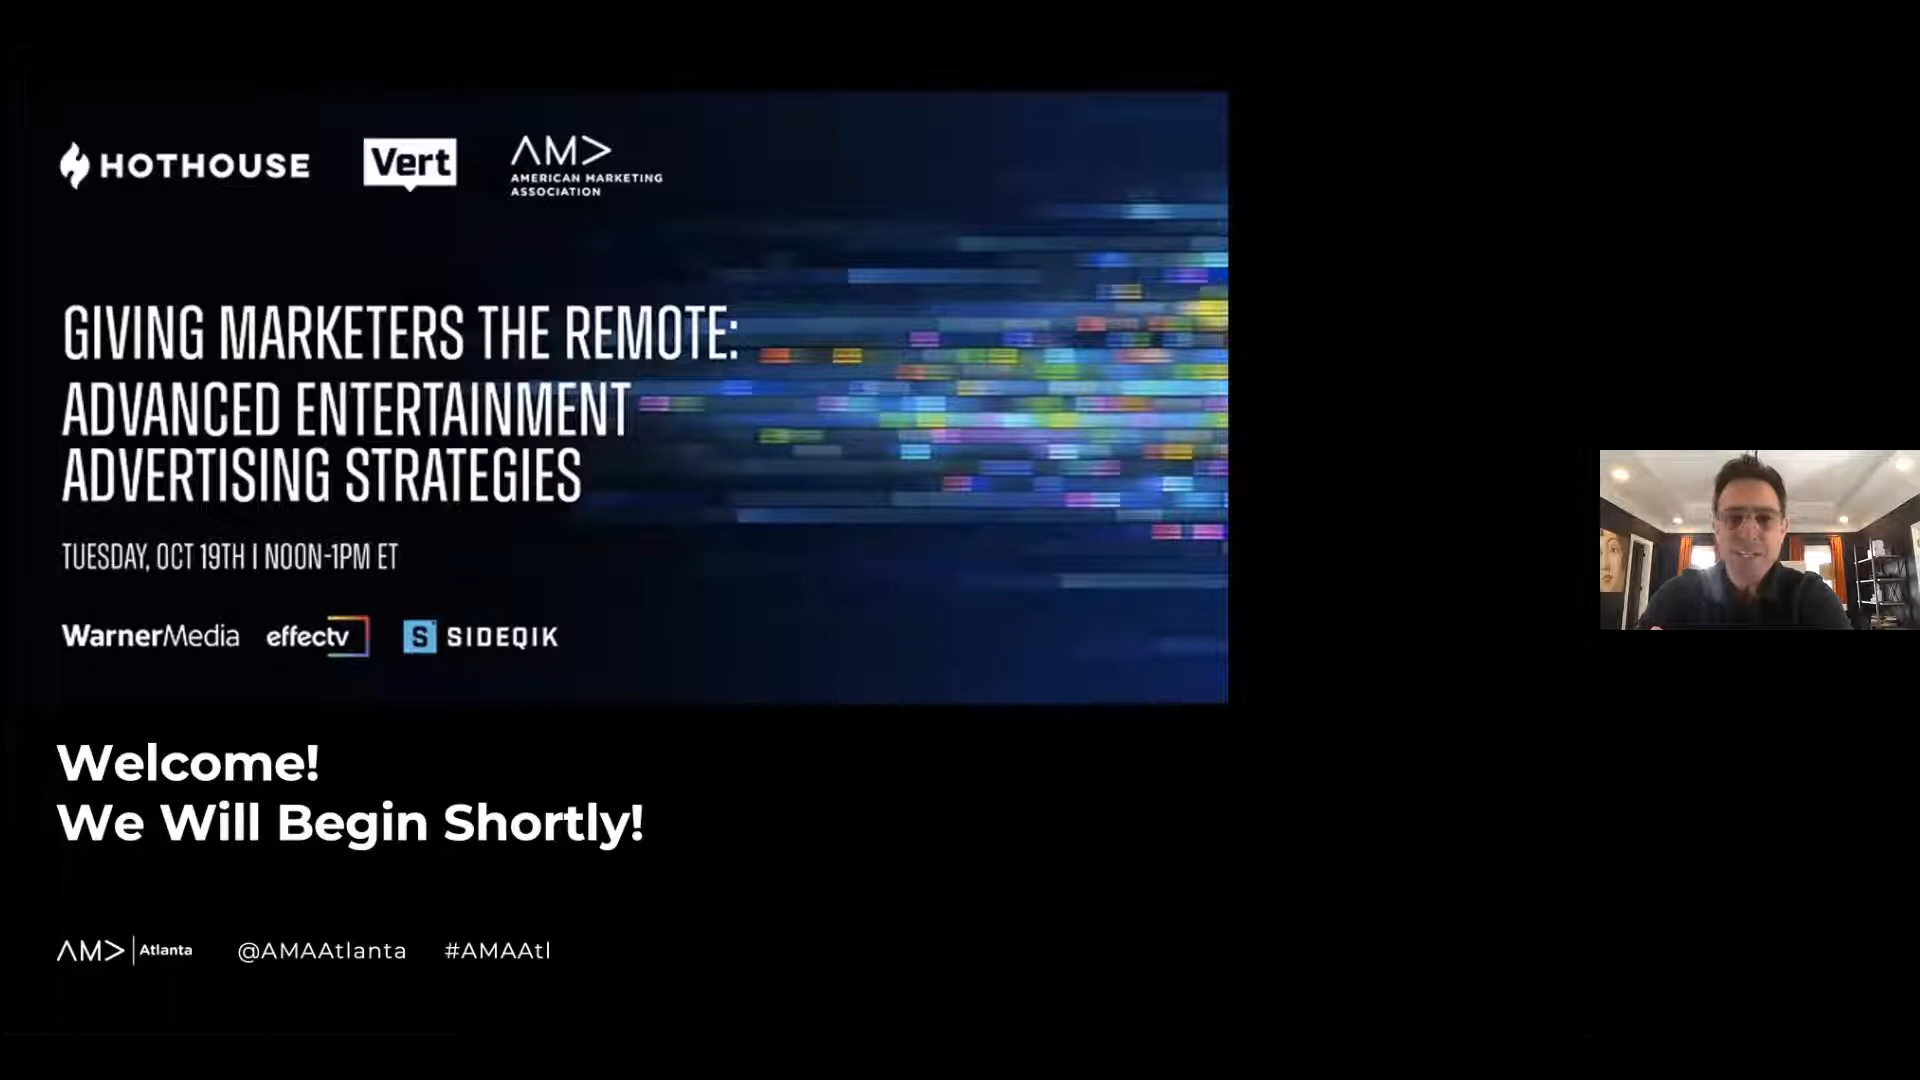 HOTHOUSE
Vert
AMA
AMERICAN MARKETING
ASSOCIATION
GIVING MARKETERS THE REMOTE:
ADVANCED ENTERTAINMENT
ADVERTISING STRATEGIES
TUESDAY, OCT 19TH | NOON-1PM ET
WarnerMedia
effectv
S SIDEQIK
Welcome!
We Will Begin Shortly!
AMA | Atlanta
@AMAAtlanta
#AMAAtl